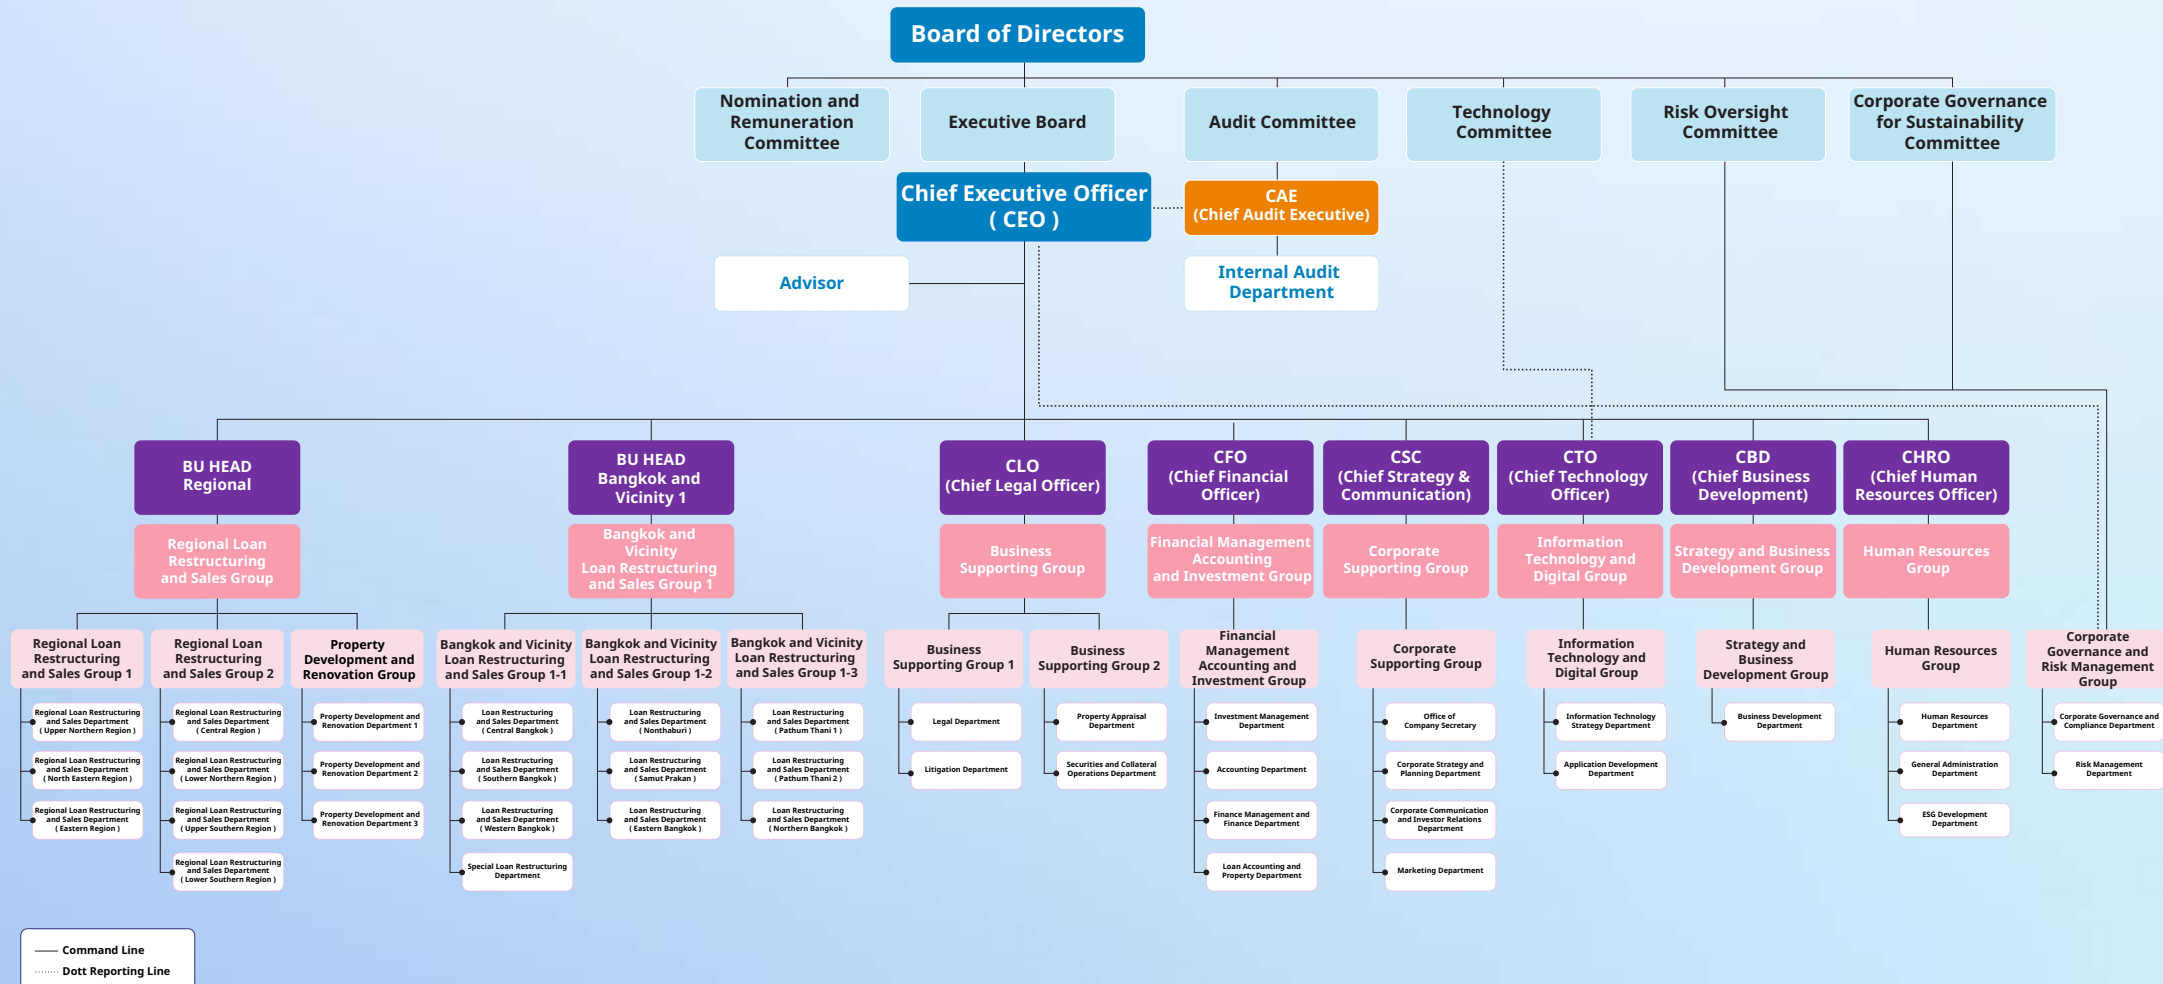 Board of Directors
Nomination and
Remuneration
Committee
Executive Board
Audit Committee
Technology
Committee
Risk Oversight
Committee
Corporate Governance
for Sustainability
Committee
Chief Executive Officer
( CEO )
CAE
(Chief Audit Executive)
Advisor
Internal Audit
Department
BU HEAD
Regional
BU HEAD
Bangkok and
Vicinity 1
CLO
(Chief Legal Officer)
CFO
(Chief Financial
Officer)
CSC
(Chief Strategy &
Communication)
CTO
(Chief Technology
Officer)
CBD
(Chief Business
Development)
CHRO
(Chief Human
Resources Officer)
Regional Loan
Restructuring
and Sales Group
Bangkok and
Vicinity
Loan Restructuring
and Sales Group 1
Business
Supporting Group
Financial Management
Accounting
and Investment Group
Corporate
Supporting Group
Information
Technology and
Digital Group
Strategy and Business
Development Group
Human Resources
Group
Regional Loan
Restructuring
and Sales Group 1
Regional Loan
Restructuring
and Sales Group 2
Property
Development and
Renovation Group
Bangkok and Vicinity
Loan Restructuring
and Sales Group 1-1
Bangkok and Vicinity
Loan Restructuring
and Sales Group 1-2
Bangkok and Vicinity
Loan Restructuring
and Sales Group 1-3
Business
Supporting Group 1
Business
Supporting Group 2
Financial
Management
Accounting and
Investment Group
Corporate
Supporting Group
Information
Technology and
Digital Group
Strategy and
Business
Development Group
Human Resources
Group
Corporate
Governance and
Risk Management
Group
Regional Loan Restructuring
and Sales Department
( Upper Northern Region )
Regional Loan Restructuring
and Sales Department
( North Eastern Region )
Regional Loan Restructuring
and Sales Department
( Eastern Region )
Regional Loan Restructuring
and Sales Department
( Central Region )
Regional Loan Restructuring
and Sales Department
( Lower Northern Region )
Regional Loan Restructuring
and Sales Department
( Upper Southern Region )
Regional Loan Restructuring
and Sales Department
( Lower Southern Region )
Property Development and
Renovation Department 1
Property Development and
Renovation Department 2
Property Development and
Renovation Department 3
Loan Restructuring
and Sales Department
( Central Bangkok )
Loan Restructuring
and Sales Department
( Southern Bangkok )
Loan Restructuring
and Sales Department
( Western Bangkok )
Special Loan Restructuring
Department
Loan Restructuring
and Sales Department
( Nonthaburi )
Loan Restructuring
and Sales Department
( Samut Prakan )
Loan Restructuring
and Sales Department
( Eastern Bangkok )
Loan Restructuring
and Sales Department
( Pathum Thani 1 )
Loan Restructuring
and Sales Department
( Pathum Thani 2 )
Loan Restructuring
and Sales Department
( Northern Bangkok )
Legal Department
Litigation Department
Property Appraisal
Department
Securities and Collateral
Operations Department
Investment Management
Department
Accounting Department
Finance Management and
Finance Department
Loan Accounting and
Property Department
Office of
Company Secretary
Corporate Strategy and
Planning Department
Corporate Communication
and Investor Relations
Department
Marketing Department
Information Technology
Strategy Department
Application Development
Department
Business Development
Department
Human Resources
Department
General Administration
Department
ESG Development
Department
Corporate Governance and
Compliance Department
Risk Management
Department
Command Line
Dott Reporting Line